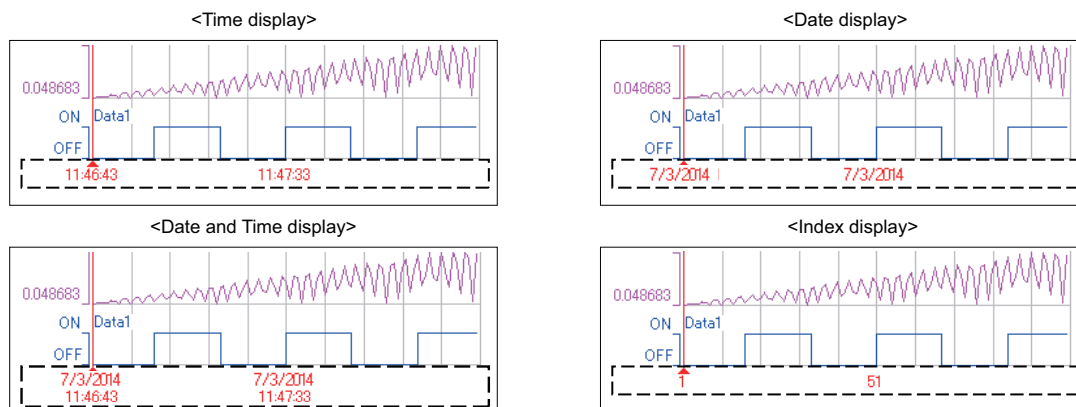 <Time display>
0.048683
ON Data1
OFF
11:46:43 11:47:33
<Date display>
0.048683
ON Data1
OFF
7/3/2014 7/3/2014
<Date and Time display>
0.048683
ON Data1
OFF
7/3/2014 7/3/2014
11:46:43 11:47:33
<Index display>
0.048683
ON Data1
OFF
1 51